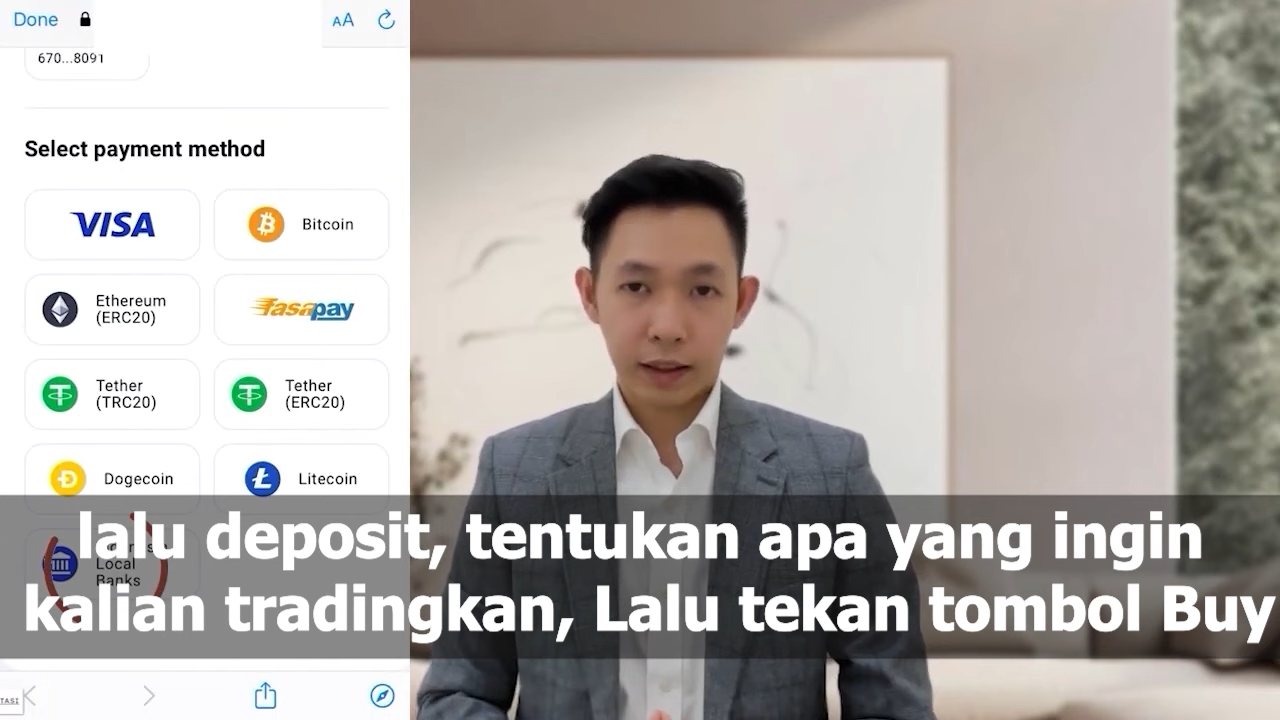 Done
AA
670...8091
Select payment method
VISA
Bitcoin
Ethereum
(ERC20)
fasapay
Tether
(TRC20)
Tether
(ERC20)
Dogecoin
Litecoin
Local
Banks
lalu deposit, tentukan apa yang ingin
kalian tradingkan, Lalu tekan tombol Buy
TASI